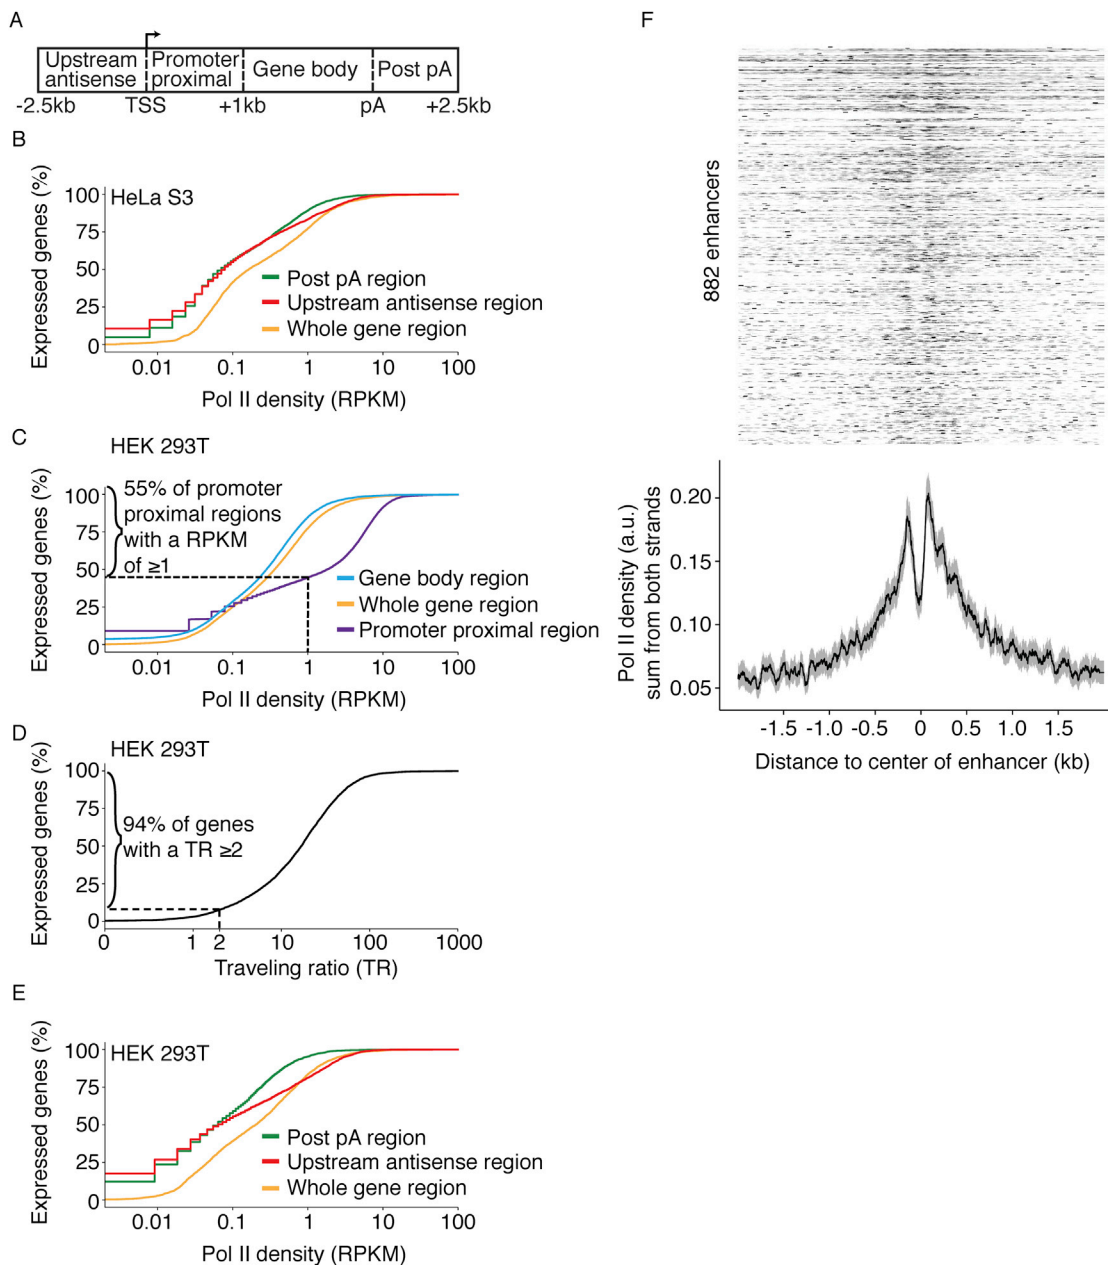 A
Upstream antisense
Promoter proximal
Gene body
Post pA
-2.5kb TSS +1kb pA +2.5kb
B
HeLa S3
Expressed genes (%)
100
75
50
25
0
Post pA region
Upstream antisense region
Whole gene region
0.01 0.1 1 10 100
Pol II density (RPKM)
C
HEK 293T
Expressed genes (%)
100
75
50
25
0
55% of promoter
proximal regions
with a RPKM
of ≥1
Gene body region
Whole gene region
Promoter proximal region
0.01 0.1 1 10 100
Pol II density (RPKM)
D
HEK 293T
Expressed genes (%)
100
75
50
25
0
94% of genes
with a TR ≥2
0 1 2 10 100 1000
Traveling ratio (TR)
E
HEK 293T
Expressed genes (%)
100
75
50
25
0
Post pA region
Upstream antisense region
Whole gene region
0.01 0.1 1 10 100
Pol II density (RPKM)
F
882 enhancers
Pol II density (a.u.)
sum from both strands
0.20
0.15
0.10
0.05
-1.5 -1.0 -0.5 0 0.5 1.0 1.5
Distance to center of enhancer (kb)